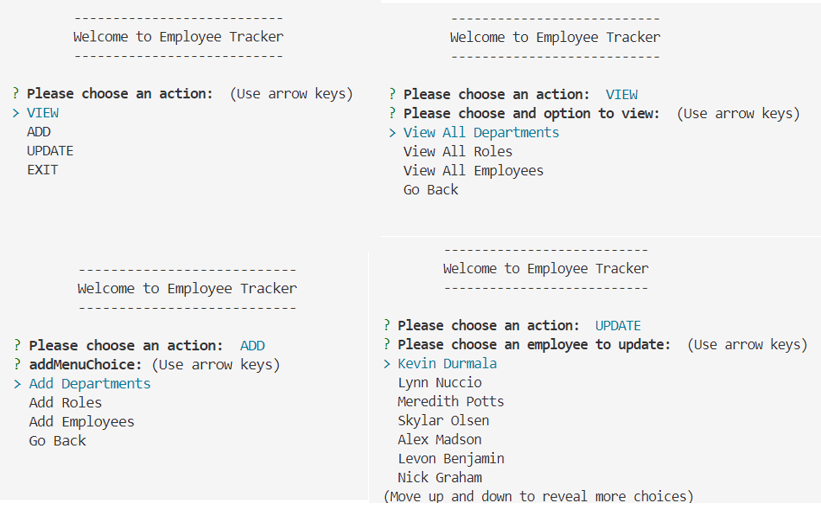 ---------------------------
Welcome to Employee Tracker
---------------------------
? Please choose an action:  (Use arrow keys)
> VIEW
ADD
UPDATE
EXIT
---------------------------
Welcome to Employee Tracker
---------------------------
? Please choose an action:  VIEW
? Please choose and option to view:  (Use arrow keys)
> View All Departments
View All Roles
View All Employees
Go Back
---------------------------
Welcome to Employee Tracker
---------------------------
? Please choose an action:  ADD
? addMenuChoice: (Use arrow keys)
> Add Departments
Add Roles
Add Employees
Go Back
---------------------------
Welcome to Employee Tracker
---------------------------
? Please choose an action:  UPDATE
? Please choose an employee to update:  (Use arrow keys)
> Kevin Durmala
Lynn Nuccio
Meredith Potts
Skylar Olsen
Alex Madson
Levon Benjamin
Nick Graham
(Move up and down to reveal more choices)